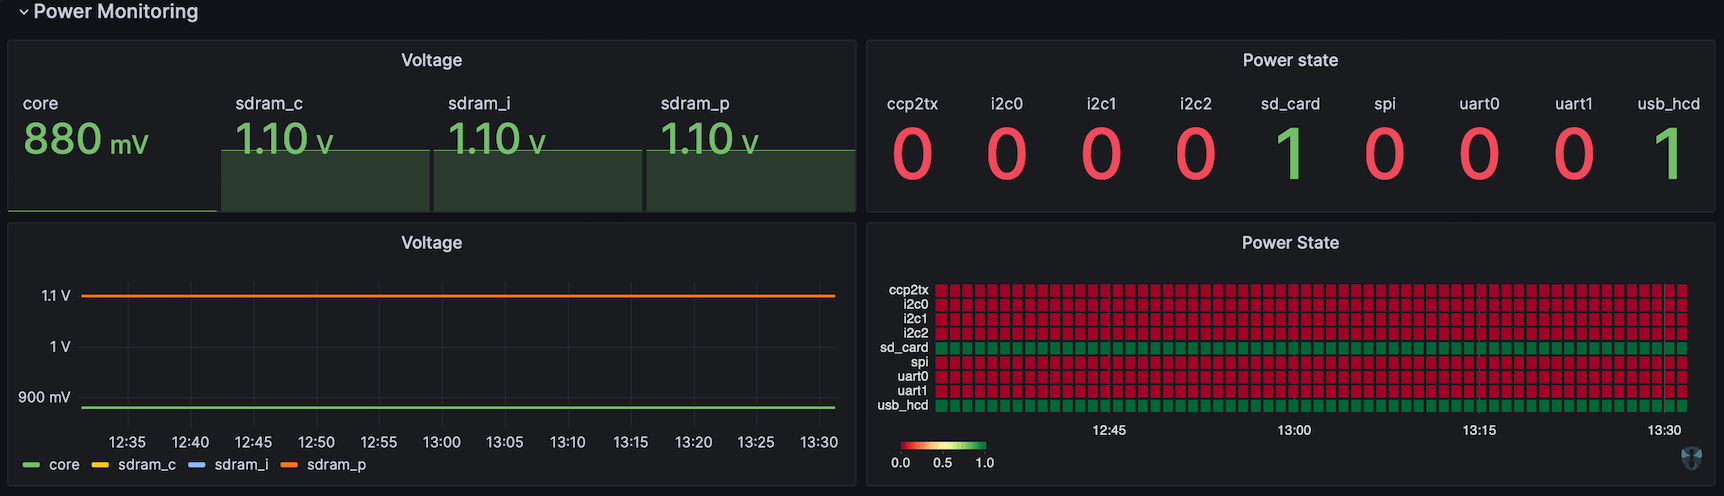 Power Monitoring
Voltage
core
880 mV
sdram_c
1.10 V
sdram_i
1.10 V
sdram_p
1.10 V
Power state
ccp2tx
0
i2c0
0
i2c1
0
i2c2
0
sd_card
1
spi
0
uart0
0
uart1
0
usb_hcd
1
Voltage
1.1 V
1 V
900 mV
12:35 12:40 12:45 12:50 12:55 13:00 13:05 13:10 13:15 13:20 13:25 13:30
core sdram_c sdram_i sdram_p
Power State
ccp2tx
i2c0
i2c1
i2c2
sd_card
spi
uart0
uart1
usb_hcd
12:45 13:00 13:15 13:30
0.0 0.5 1.0